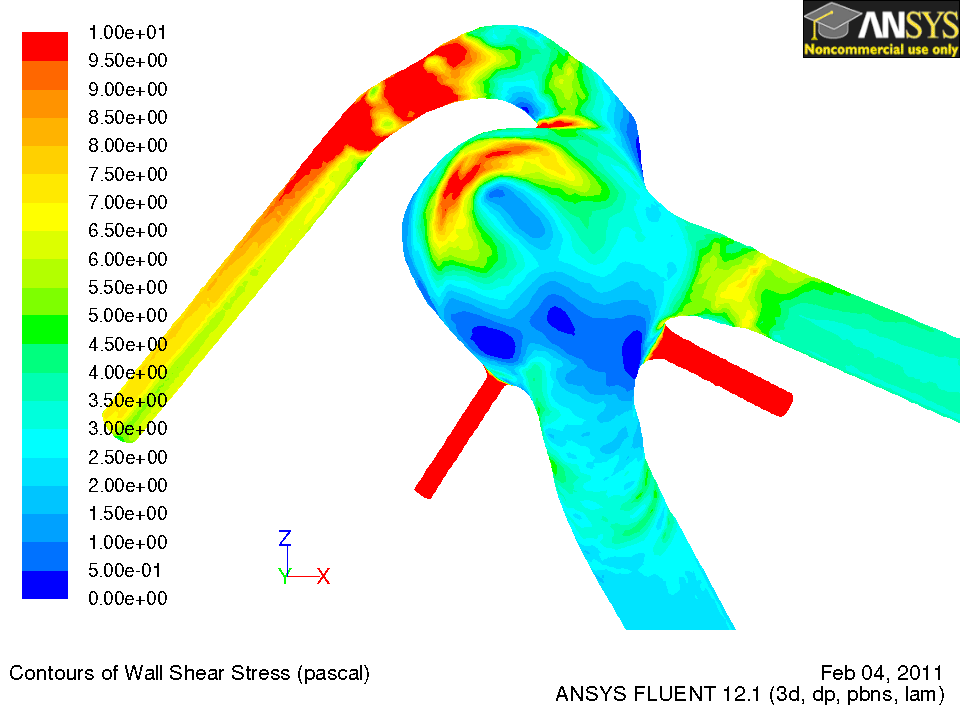 ANSYS
Noncommercial use only
1.00e+01
9.50e+00
9.00e+00
8.50e+00
8.00e+00
7.50e+00
7.00e+00
6.50e+00
6.00e+00
5.50e+00
5.00e+00
4.50e+00
4.00e+00
3.50e+00
3.00e+00
2.50e+00
2.00e+00
1.50e+00
1.00e+00
5.00e-01
0.00e+00
Z
Y X
Contours of Wall Shear Stress (pascal)
Feb 04, 2011
ANSYS FLUENT 12.1 (3d, dp, pbns, lam)